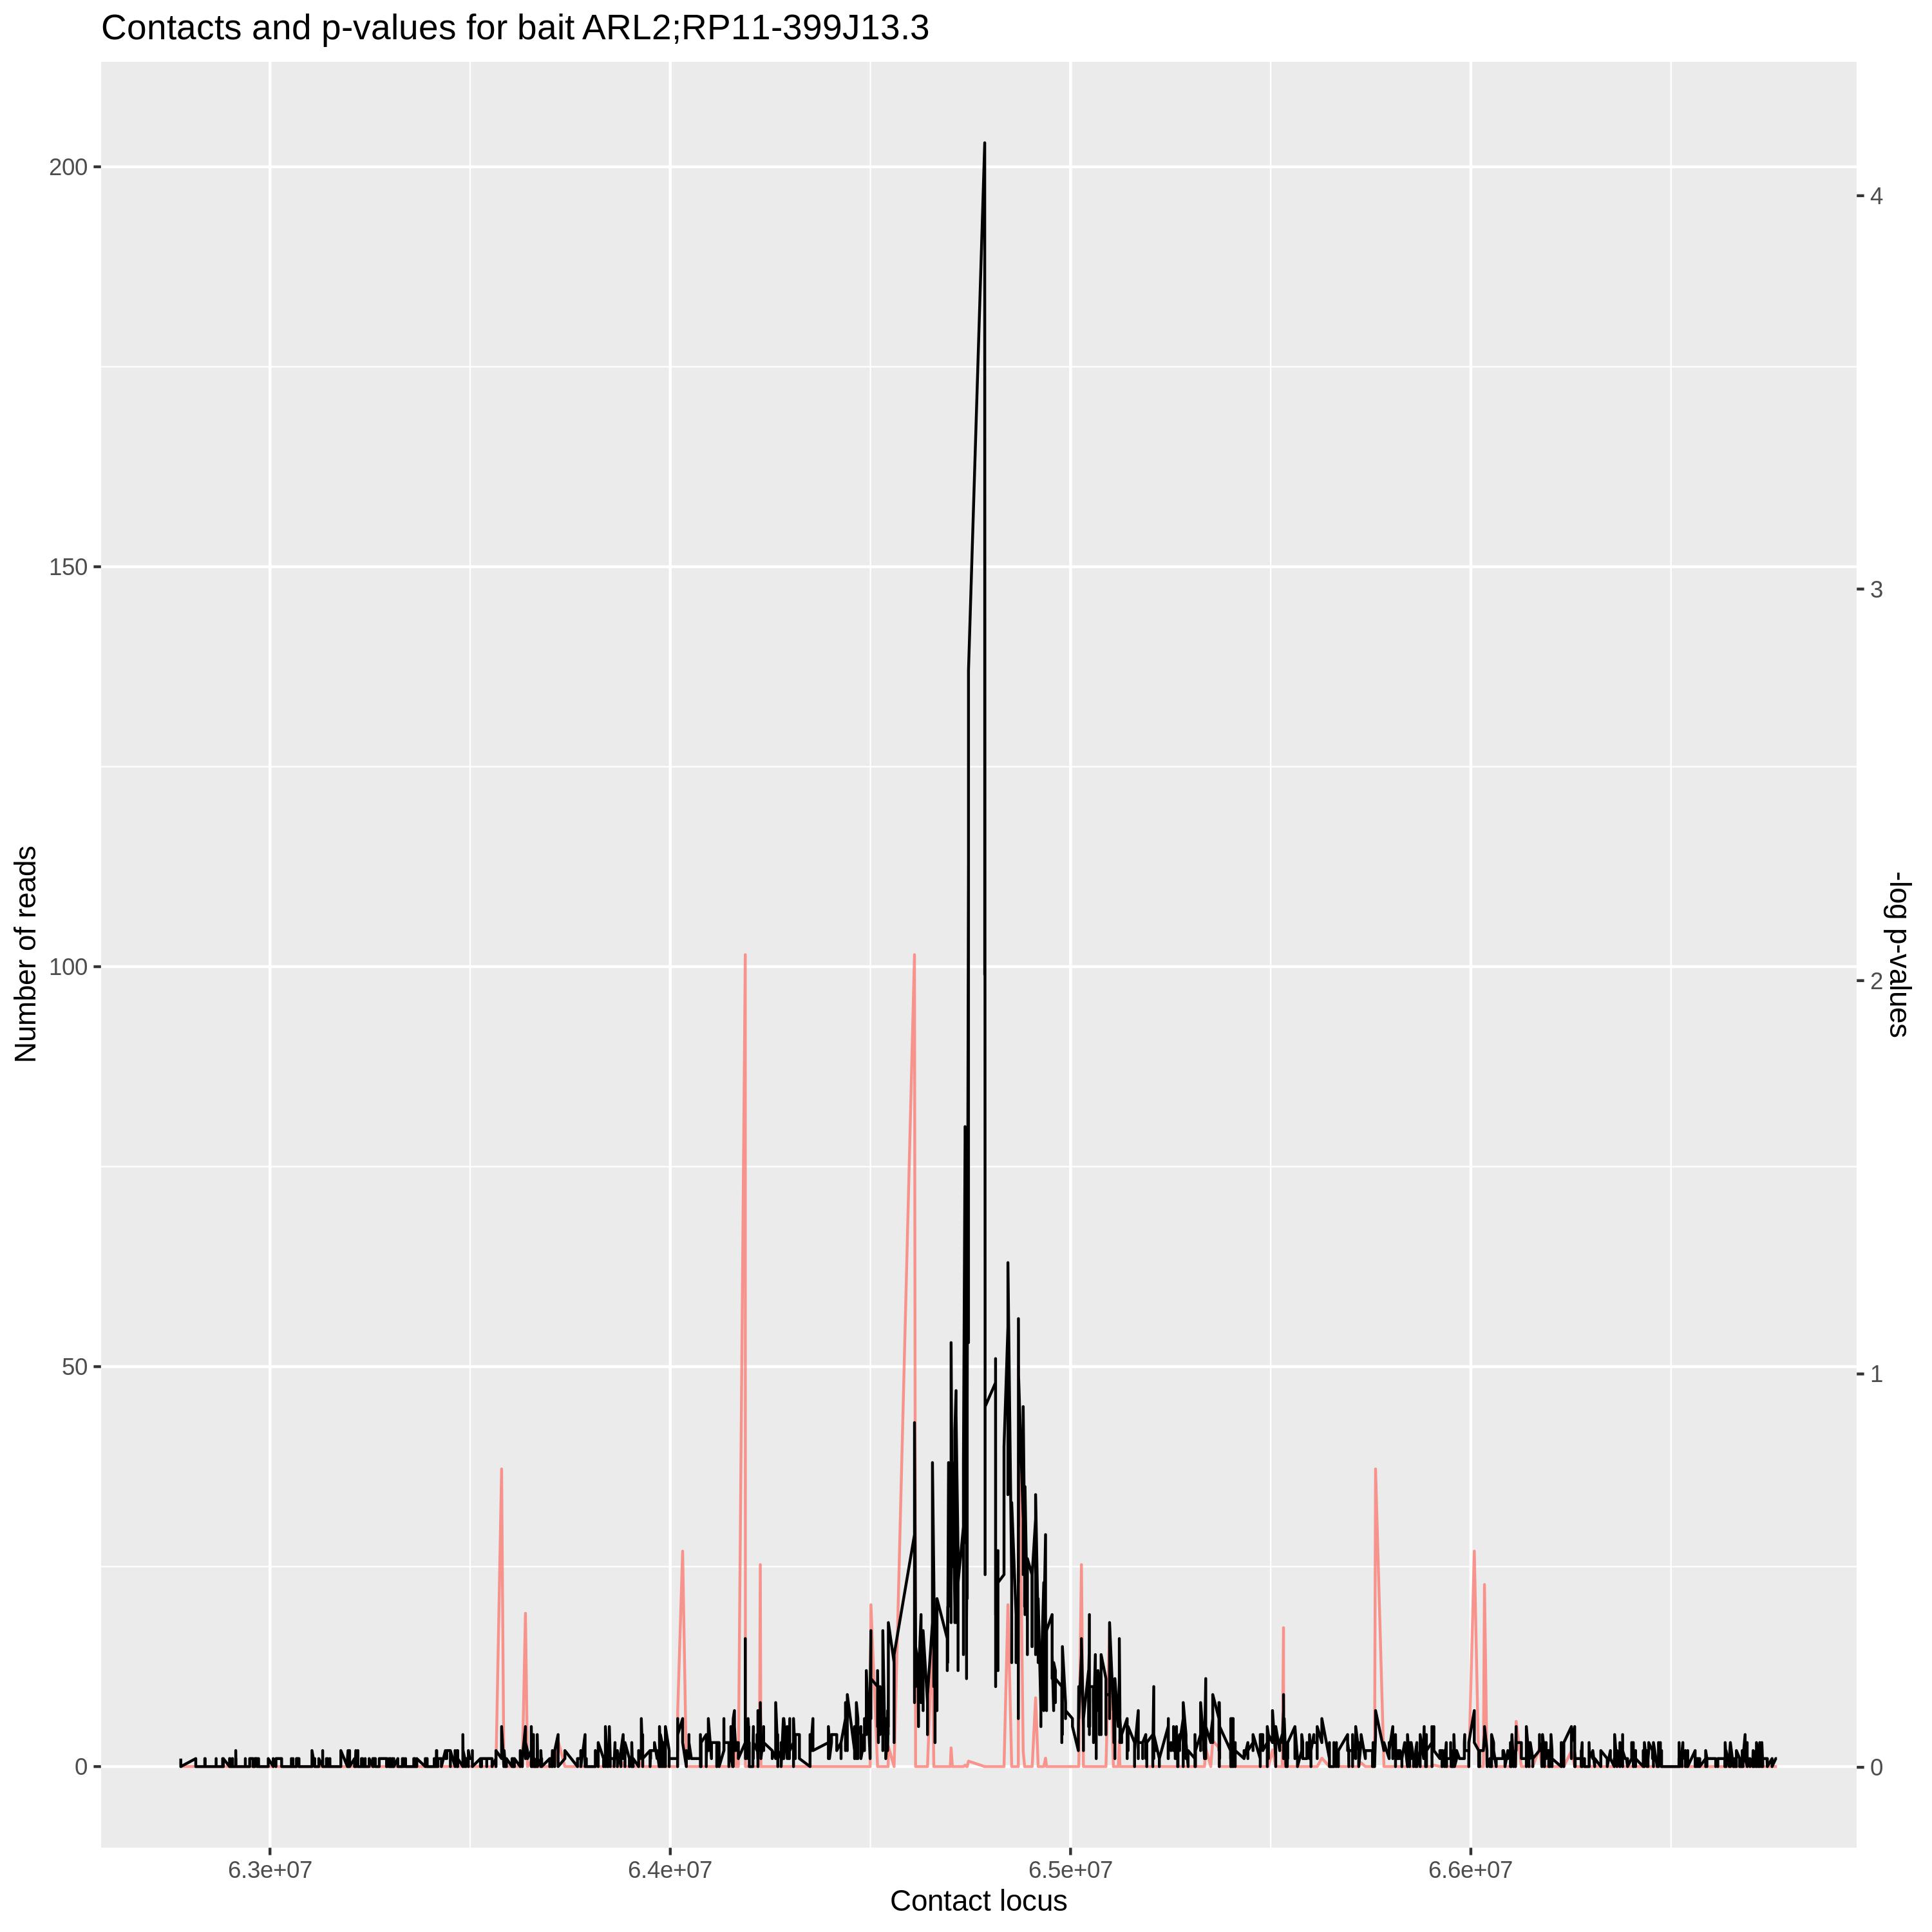 Contacts and p-values for bait ARL2;RP11-399J13.3
200
150
100
50
0
Number of reads
4
3
2
1
0
-log p-values
6.3e+07 6.4e+07 6.5e+07 6.6e+07
Contact locus